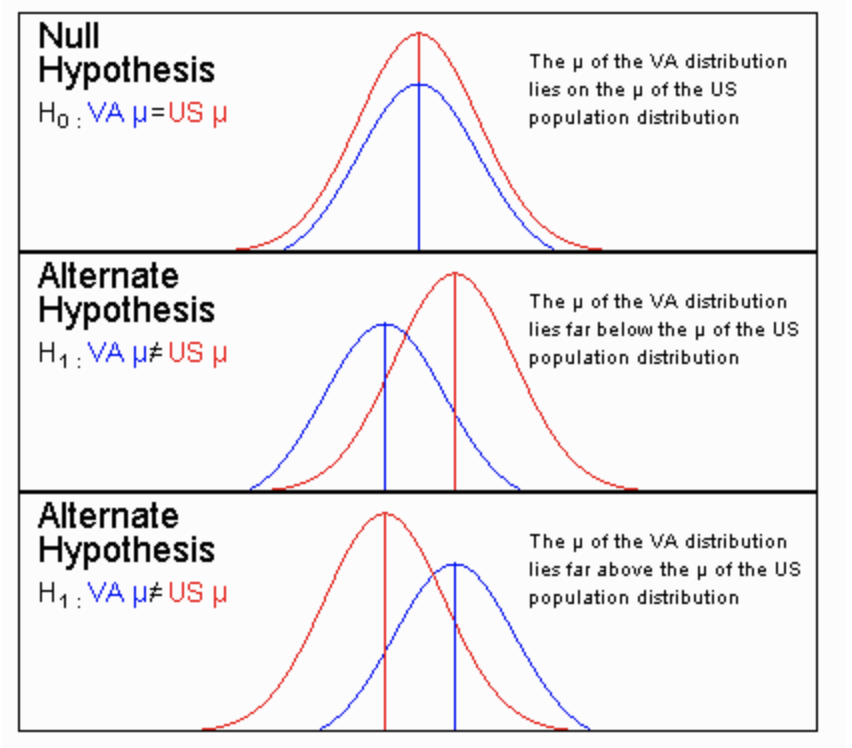 Null
Hypothesis
H0 : VA μ=US μ
The μ of the VA distribution
lies on the μ of the US
population distribution
Alternate
Hypothesis
H1 : VA μ≠US μ
The μ of the VA distribution
lies far below the μ of the US
population distribution
Alternate
Hypothesis
H1 : VA μ≠US μ
The μ of the VA distribution
lies far above the μ of the US
population distribution